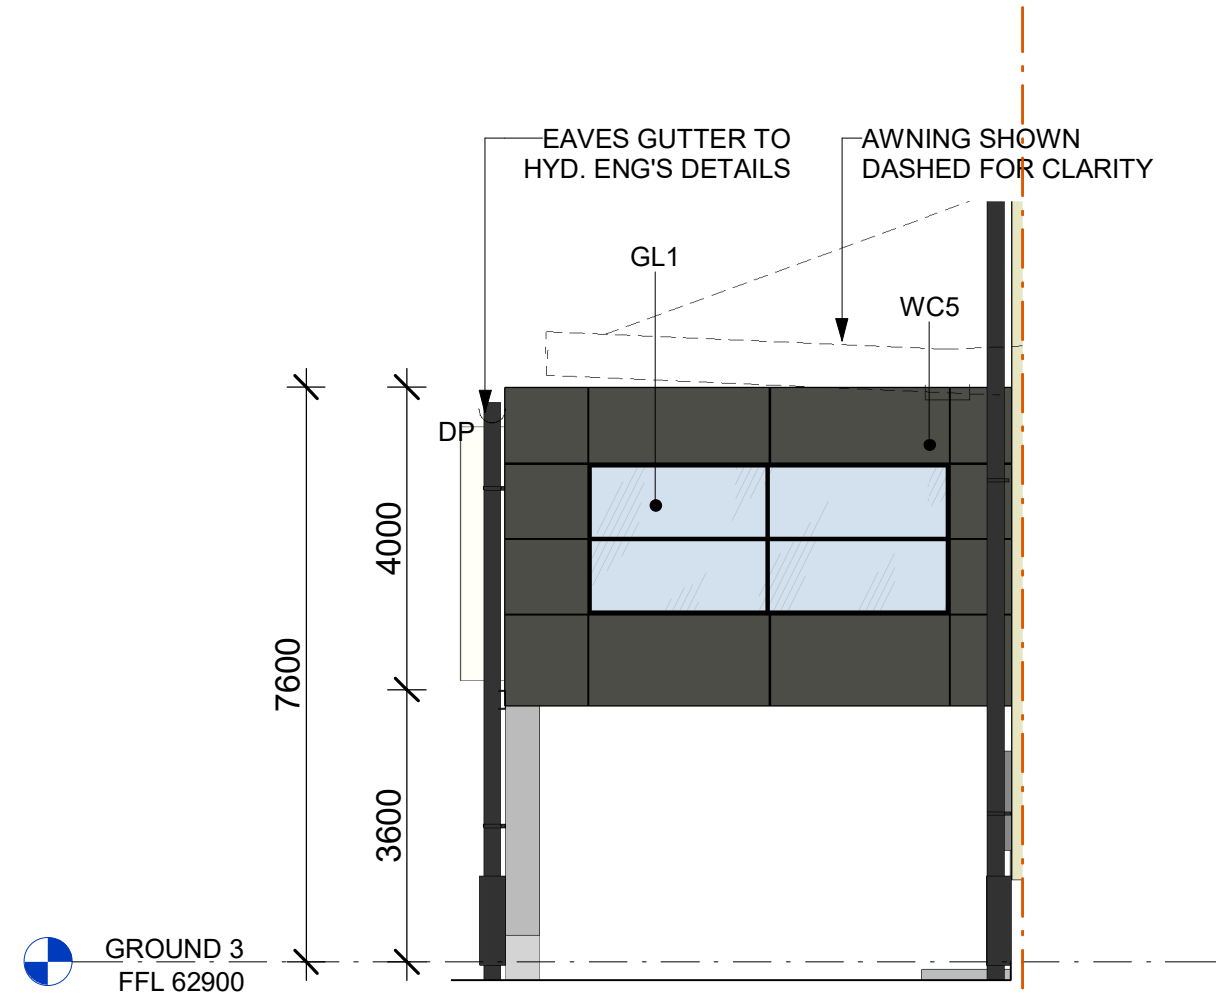 EAVES GUTTER TO
HYD. ENG'S DETAILS
AWNING SHOWN
DASHED FOR CLARITY
GL1
WC5
DP
4000
7600
3600
GROUND 3
FFL 62900